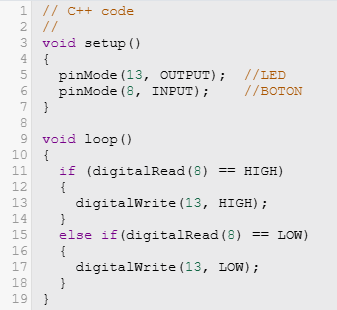 1 // C++ code
2 //
3 void setup()
4 {
5   pinMode(13, OUTPUT);  //LED
6   pinMode(8, INPUT);    //BOTON
7 }
8
9 void loop()
10 {
11   if (digitalRead(8) == HIGH)
12   {
13     digitalWrite(13, HIGH);
14   }
15   else if(digitalRead(8) == LOW)
16   {
17     digitalWrite(13, LOW);
18   }
19 }